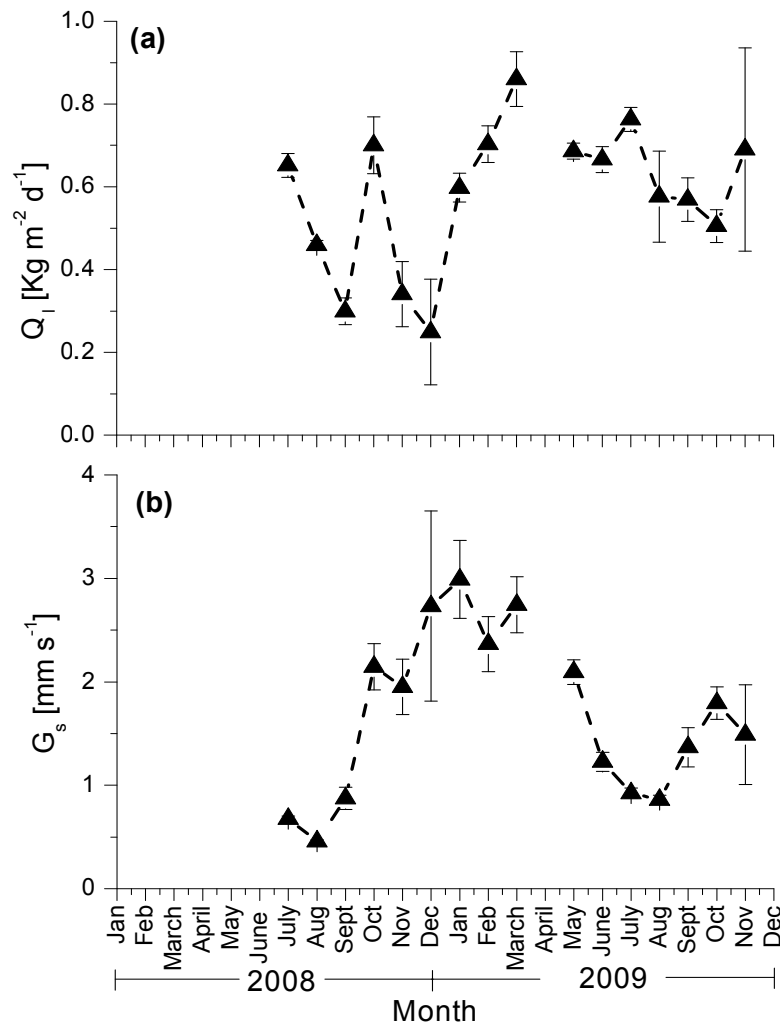 (a)
1.0
0.8
0.6
0.4
0.2
0.0
Q_l [Kg m^-2 d^-1]
(b)
4
3
2
1
0
G_s [mm s^-1]
Jan Feb March April May June July Aug Sept Oct Nov Dec Jan Feb March April May June July Aug Sept Oct Nov Dec
2008 2009
Month